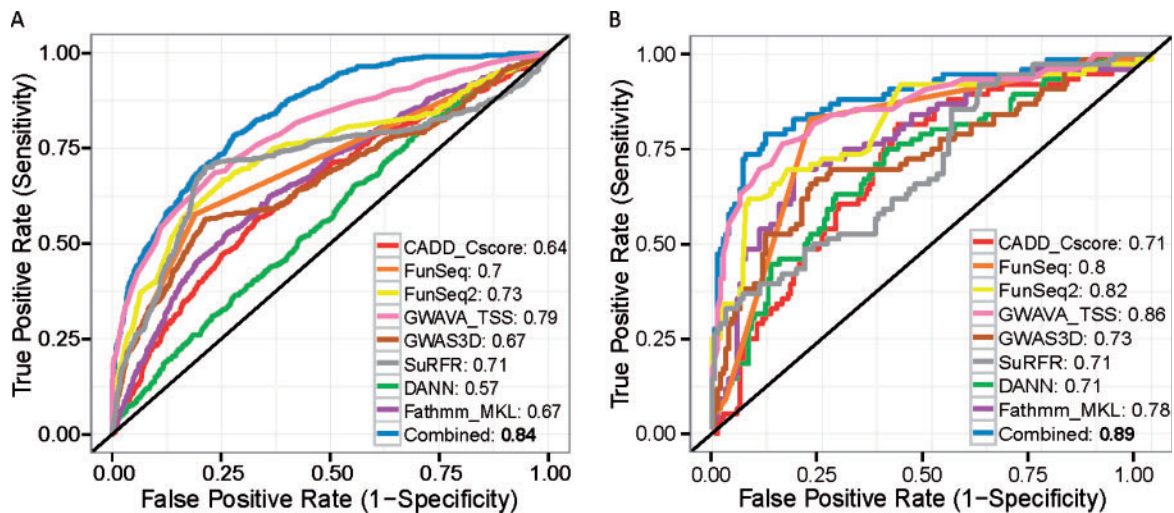 A
True Positive Rate (Sensitivity)
1.00
0.75
0.50
0.25
0.00
CADD_Cscore: 0.64
FunSeq: 0.7
FunSeq2: 0.73
GWAVA_TSS: 0.79
GWAS3D: 0.67
SuRFR: 0.71
DANN: 0.57
Fathmm_MKL: 0.67
Combined: 0.84
0.00 0.25 0.50 0.75 1.00
False Positive Rate (1−Specificity)
B
True Positive Rate (Sensitivity)
1.00
0.75
0.50
0.25
0.00
CADD_Cscore: 0.71
FunSeq: 0.8
FunSeq2: 0.82
GWAVA_TSS: 0.86
GWAS3D: 0.73
SuRFR: 0.71
DANN: 0.71
Fathmm_MKL: 0.78
Combined: 0.89
0.00 0.25 0.50 0.75 1.00
False Positive Rate (1−Specificity)